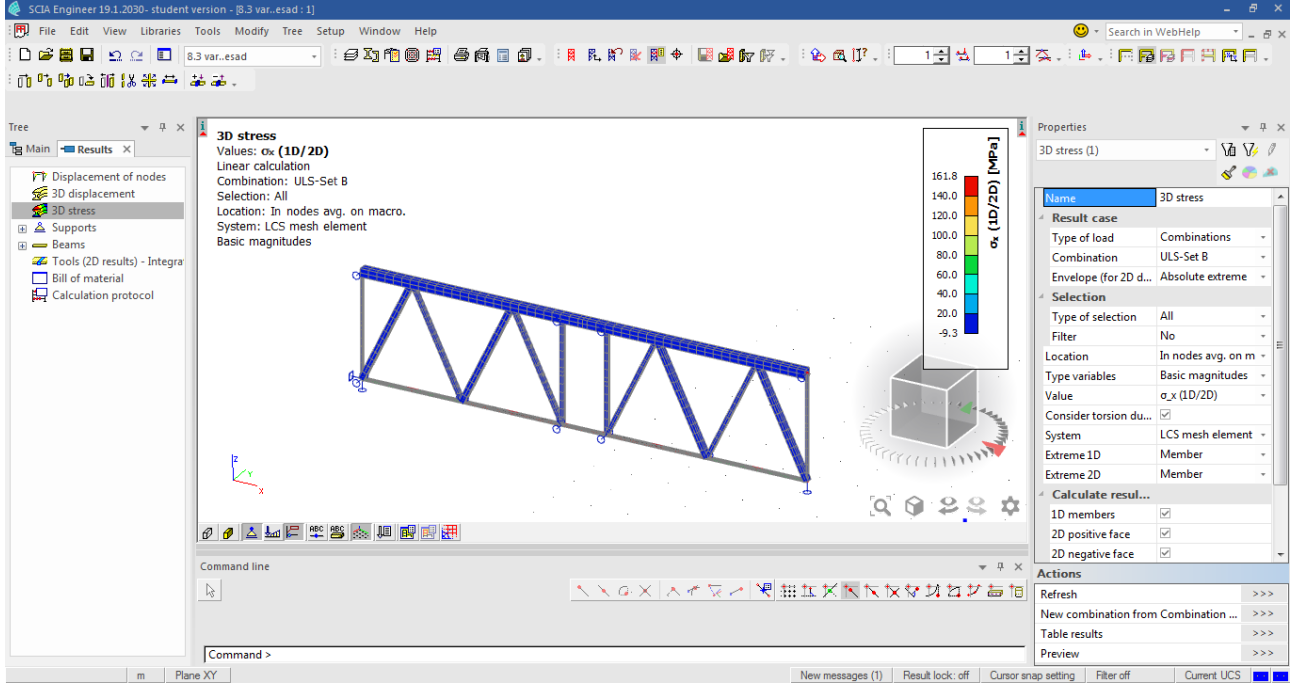 SCIA Engineer 19.1.2030- student version - [8.3 var..esad : 1]
File Edit View Libraries Tools Modify Tree Setup Window Help
Search in WebHelp
8.3 var..esad
1
1
Tree
Main Results
Displacement of nodes
3D displacement
3D stress
Supports
Beams
Tools (2D results) - Integra
Bill of material
Calculation protocol
3D stress
Values: σx (1D/2D)
Linear calculation
Combination: ULS-Set B
Selection: All
Location: In nodes avg. on macro.
System: LCS mesh element
Basic magnitudes
σx (1D/2D) [MPa]
161.8
140.0
120.0
100.0
80.0
60.0
40.0
20.0
-9.3
z
Y
x
ABC
ABC
Command line
Command >
Properties
3D stress (1)
Name 3D stress
Result case
Type of load Combinations
Combination ULS-Set B
Envelope (for 2D d... Absolute extreme
Selection
Type of selection All
Filter No
Location In nodes avg. on m
Type variables Basic magnitudes
Value σ_x (1D/2D)
Consider torsion du...
System LCS mesh element
Extreme 1D Member
Extreme 2D Member
Calculate resul...
1D members
2D positive face
2D negative face
Actions
Refresh >>>
New combination from Combination ... >>>
Table results >>>
Preview >>>
m Plane XY New messages (1) Result lock: off Cursor snap setting Filter off Current UCS